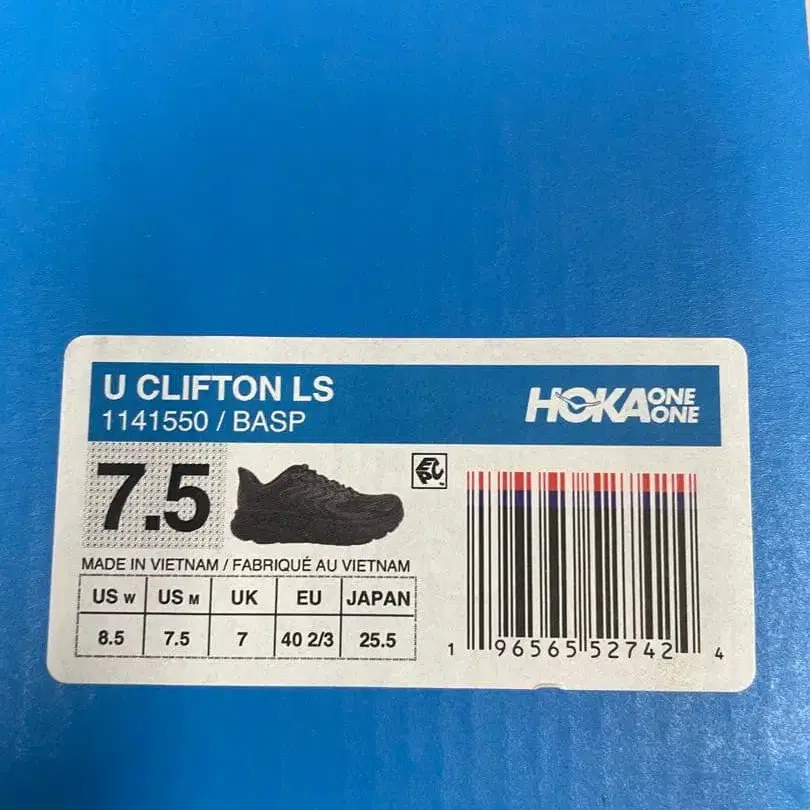 U CLIFTON LS
1141550 / BASP
HOKA ONE ONE
7.5
EPC
MADE IN VIETNAM / FABRIQUÉ AU VIETNAM
US W US M UK EU JAPAN
8.5 7.5 7 40 2/3 25.5
1 96565 52742 4